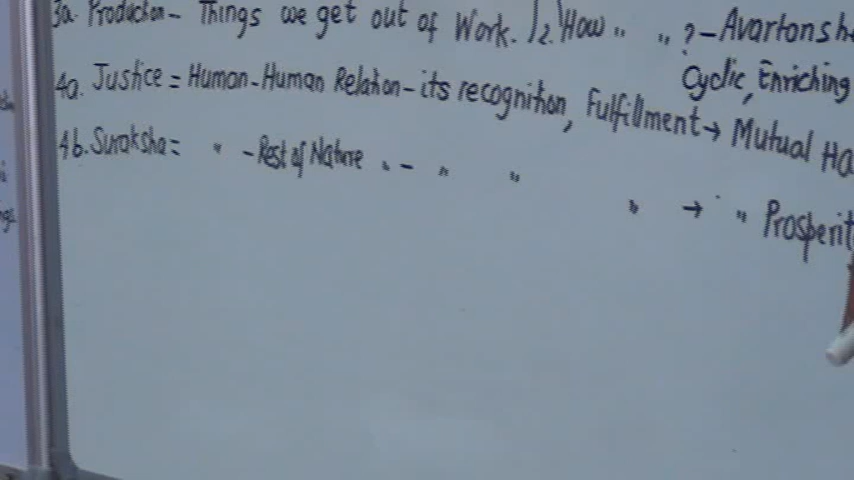 3a. Production - Things we get out of Work. 2. How " " ? - Avartansh
Cyclic, Enriching
4a. Justice = Human-Human Relation - its recognition, Fulfillment → Mutual Ha
4b. Suraksha = " - Rest of Nature " - " " " → " Prosperit